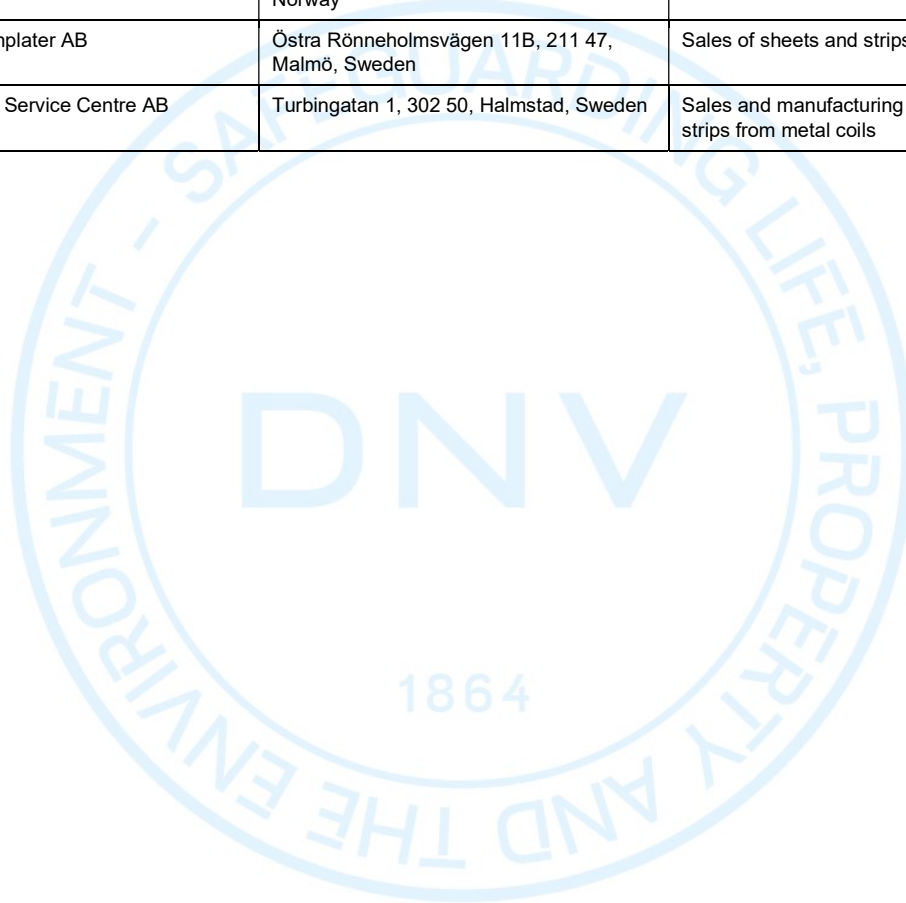 Norway
nplater AB
Östra Rönneholmsvägen 11B, 211 47,
Malmö, Sweden
Sales of sheets and strips
Service Centre AB
Turbingatan 1, 302 50, Halmstad, Sweden
Sales and manufacturing
strips from metal coils
SAFEGUARDING LIFE, PROPERTY AND THE ENVIRONMENT -
DNV
1864